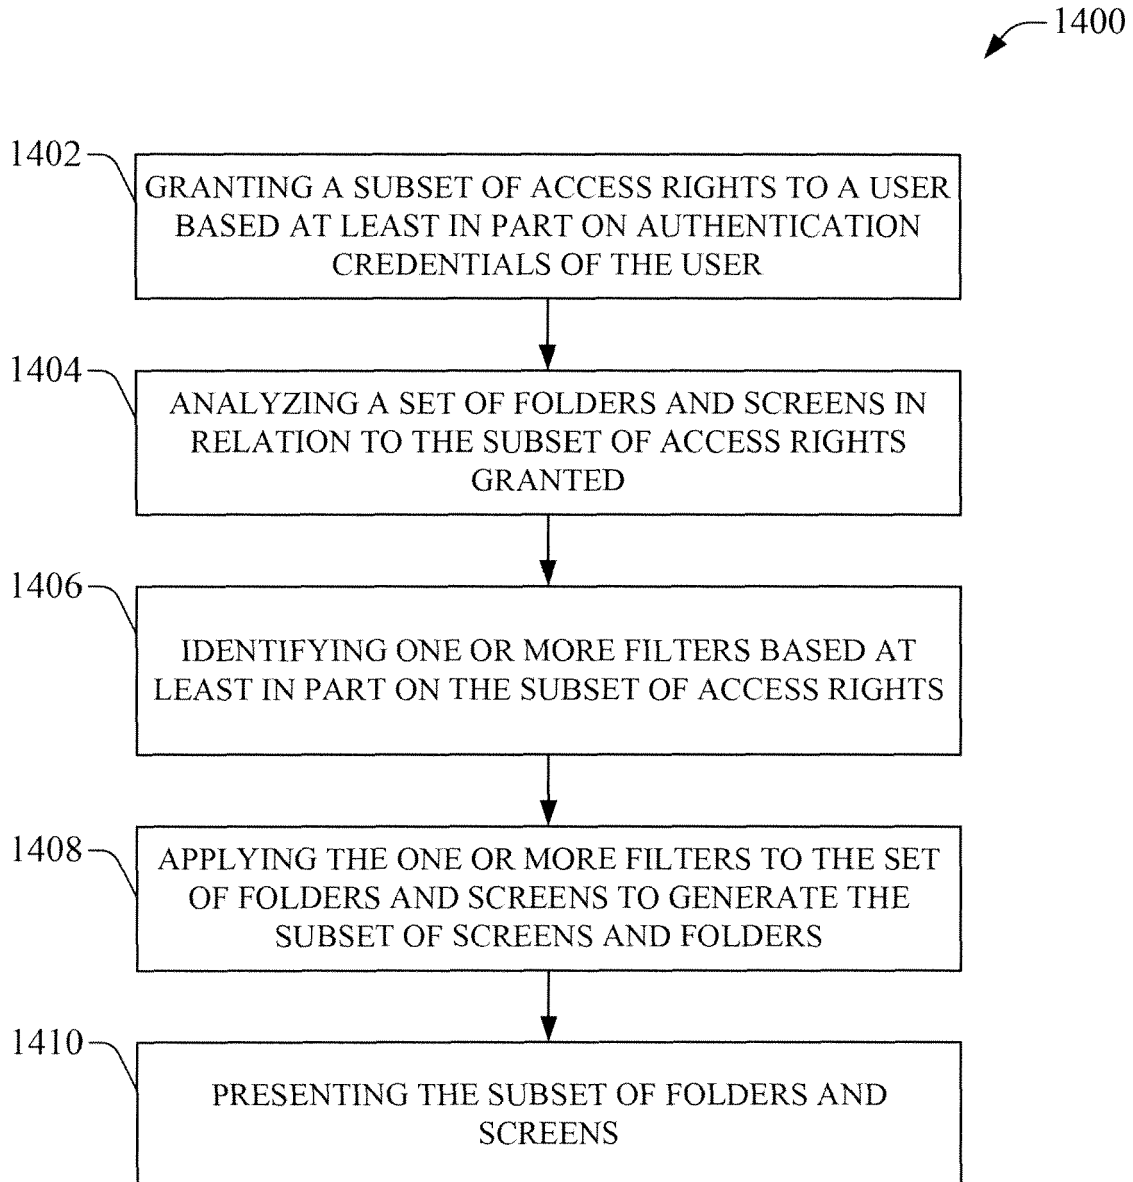 1400
1402
GRANTING A SUBSET OF ACCESS RIGHTS TO A USER
BASED AT LEAST IN PART ON AUTHENTICATION
CREDENTIALS OF THE USER
1404
ANALYZING A SET OF FOLDERS AND SCREENS IN
RELATION TO THE SUBSET OF ACCESS RIGHTS
GRANTED
1406
IDENTIFYING ONE OR MORE FILTERS BASED AT
LEAST IN PART ON THE SUBSET OF ACCESS RIGHTS
1408
APPLYING THE ONE OR MORE FILTERS TO THE SET
OF FOLDERS AND SCREENS TO GENERATE THE
SUBSET OF SCREENS AND FOLDERS
1410
PRESENTING THE SUBSET OF FOLDERS AND
SCREENS